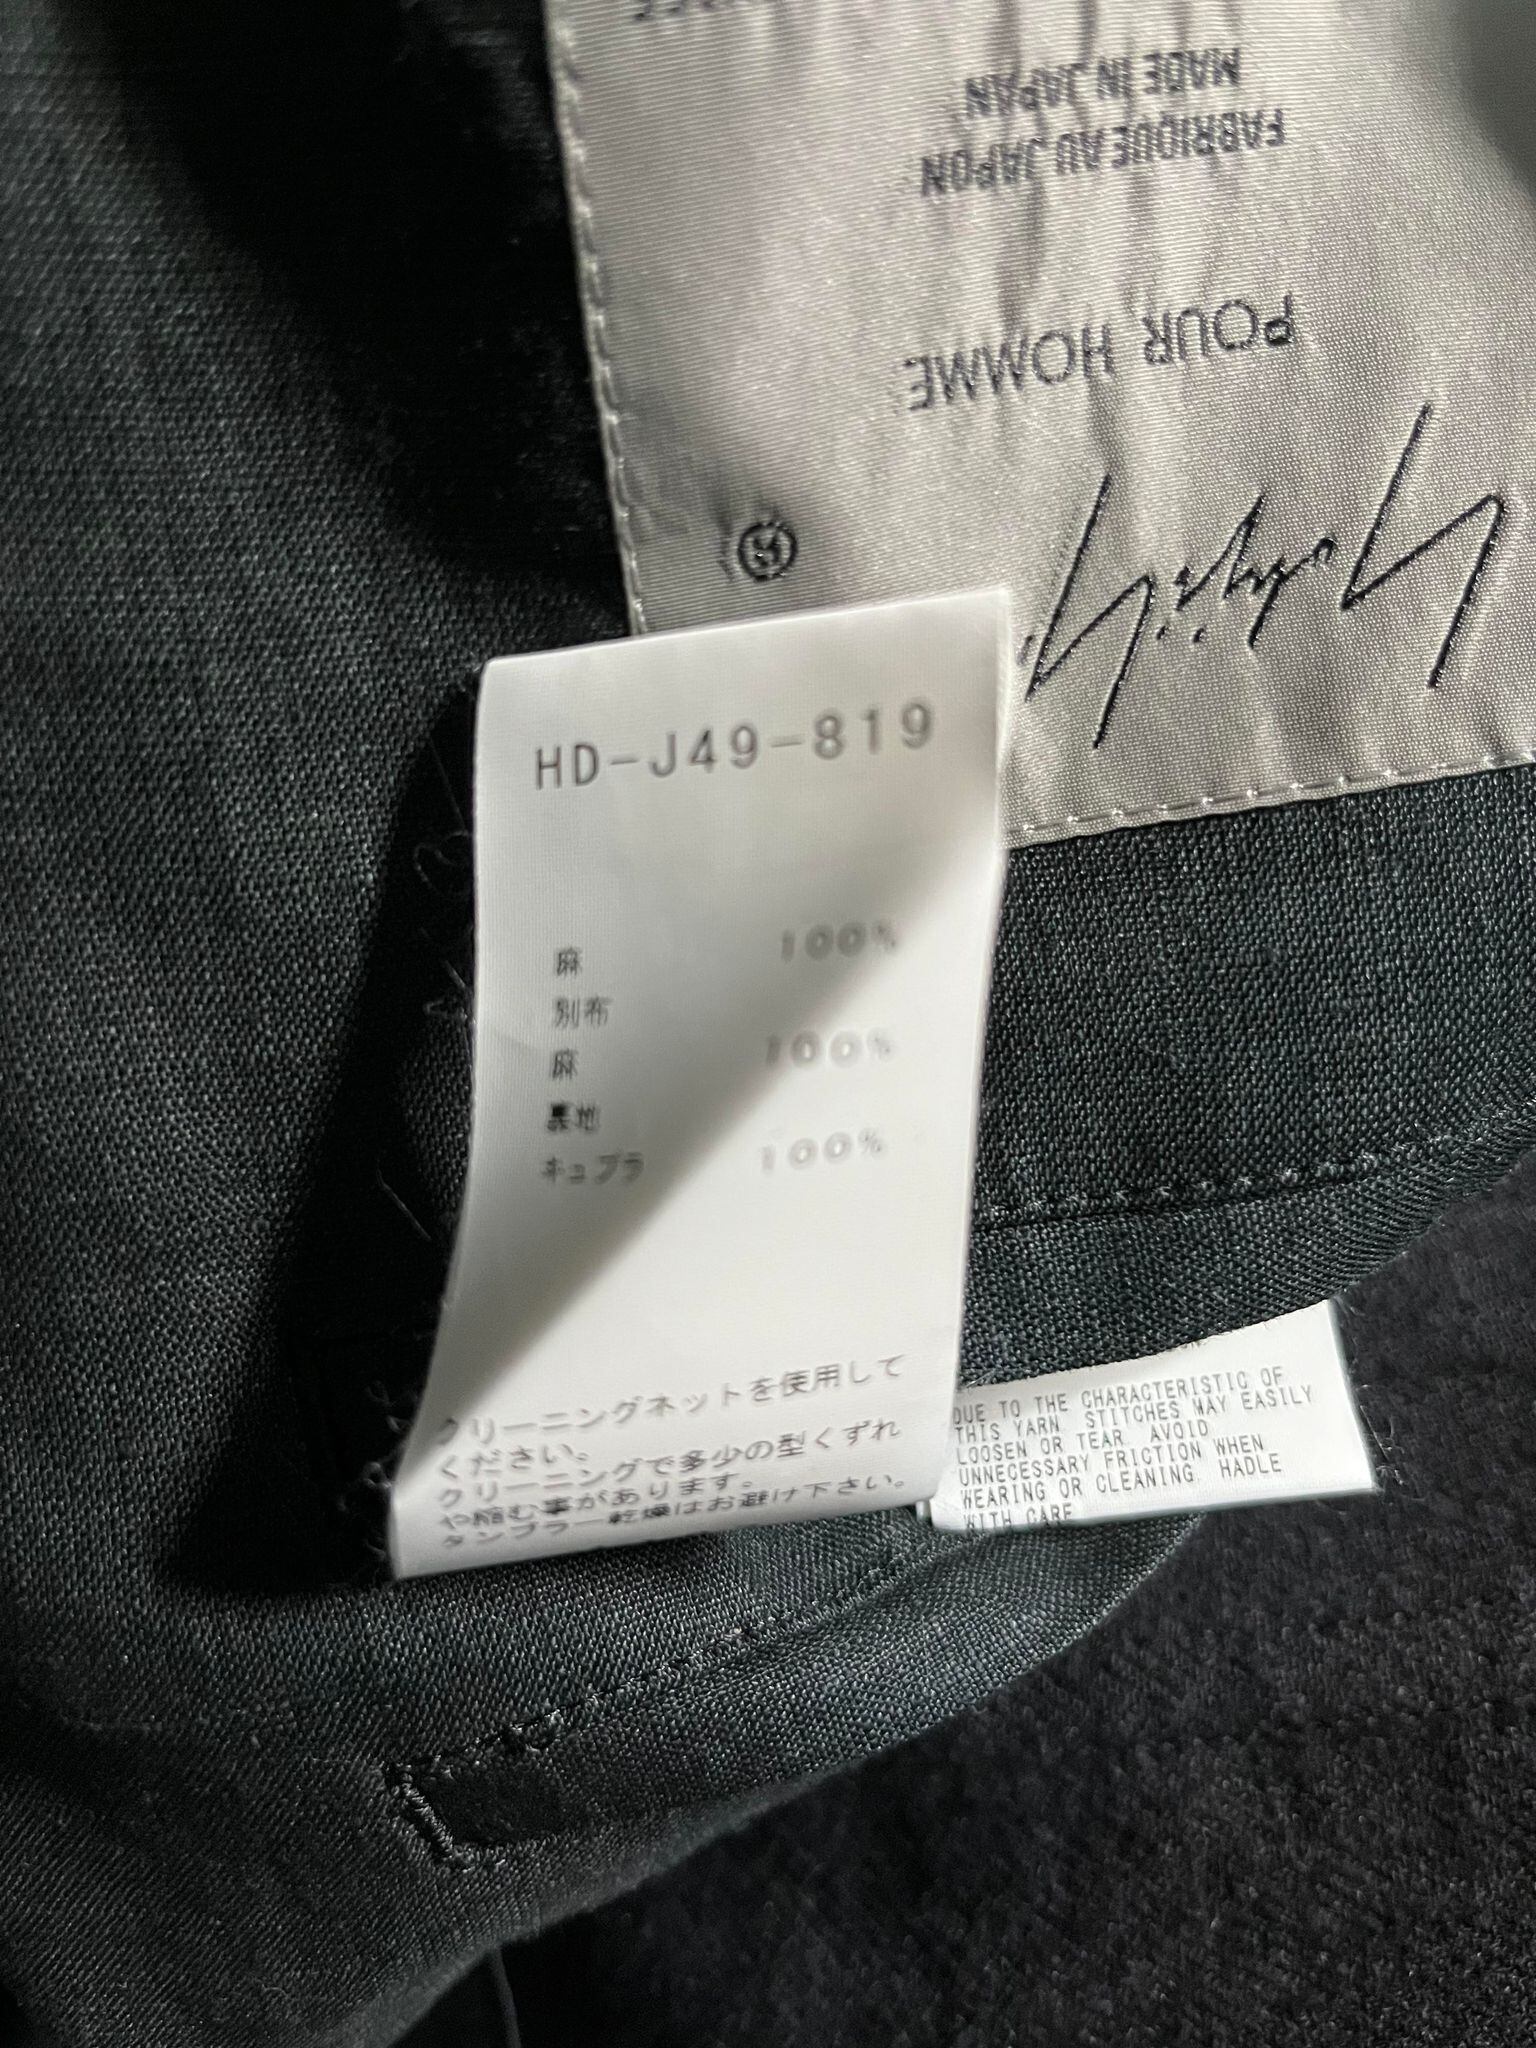 MADE IN JAPAN
FABRIQUE AU JAPON
POUR HOMME
Yohji Y
HD-J49-819
麻 100%
別布
麻 100%
裏地
キュプラ 100%
クリーニングネットを使用して
ください。
クリーニングで多少の型くずれ
や縮む事があります。
タンブラー乾燥はお避け下さい。
DUE TO THE CHARACTERISTIC OF
THIS YARN. STITCHES MAY EASILY
LOOSEN OR TEAR. AVOID
UNNECESSARY FRICTION WHEN
WEARING OR CLEANING. HADLE
WITH CARE